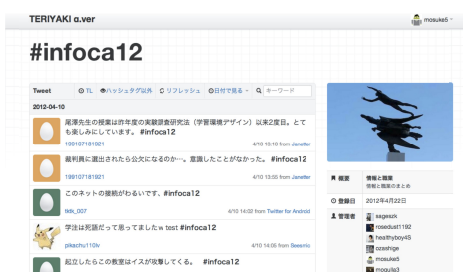 TERIYAKI α.ver
mosuke5
#infoca12
Tweet TL ハッシュタグ以外 リフレッシュ 日付で見る キーワード
2012-04-10
尾澤先生の授業は昨年度の実験調査研究法（学習環境デザイン）以来2度目。とて
も楽しみにしています。 #infoca12
199107181921 4/10 13:10 from Janetter
裁判員に選出されたら公欠になるのか…。意識したことがなかった。 #infoca12
199107181921 4/10 13:55 from Janetter
このネットの接続がわるいです、#infoca12
tkdk_007 4/10 14:02 from Twitter for Android
学注は死語だって思ってましたw test #infoca12
pikachu110lv 4/10 14:05 from Seesmic
起立したらこの教室はイスが攻撃してくる。 #infoca12
概要 情報と職業
情報と職業のまとめ
登録日 2012年4月22日
管理者 sageszk
rosedust1192
healthyboy45
ozashige
mosuke5
mogule3